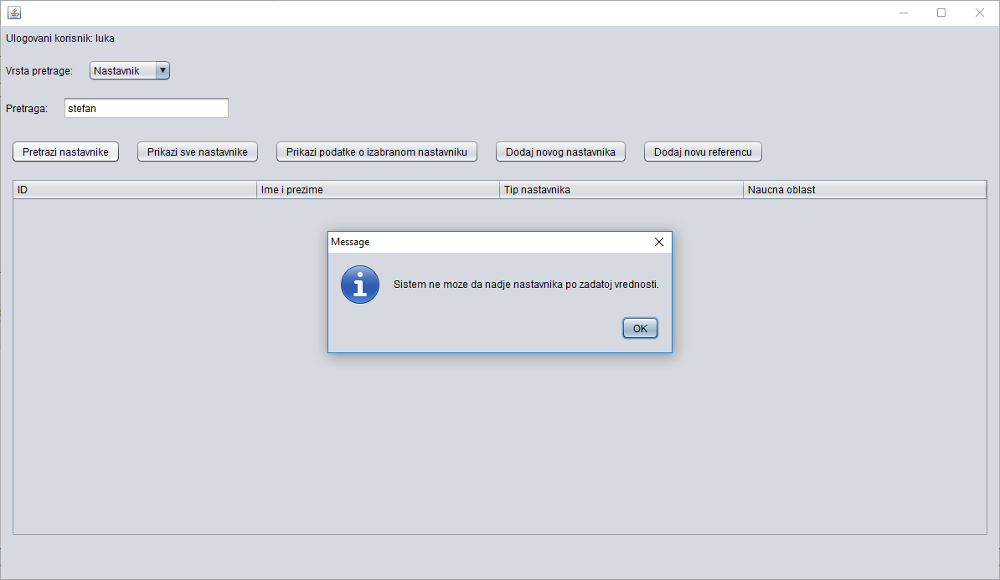 Ulogovani korisnik: luka
Vrsta pretrage: Nastavnik
Pretraga: stefan
Pretrazi nastavnike Prikazi sve nastavnike Prikazi podatke o izabranom nastavniku Dodaj novog nastavnika Dodaj novu referencu
ID Ime i prezime Tip nastavnika Naucna oblast
Message
Sistem ne moze da nadje nastavnika po zadatoj vrednosti.
OK